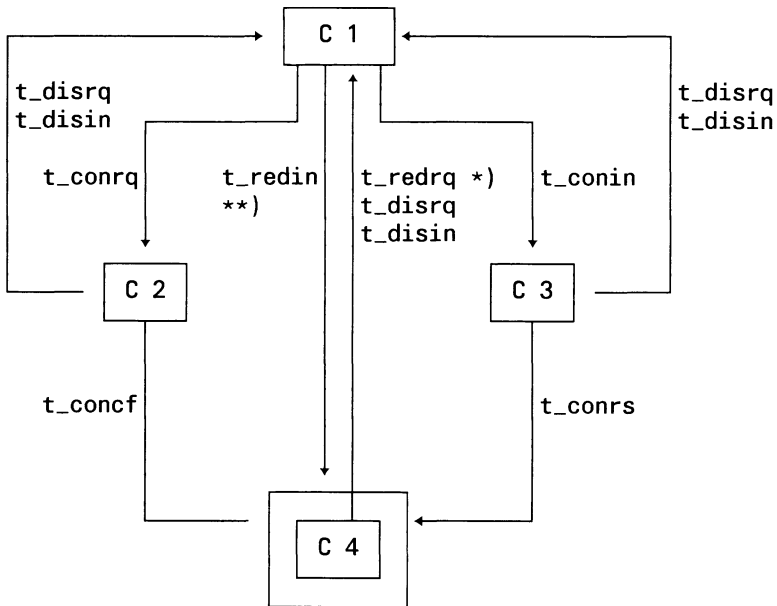 C 1
t_disrq
t_disin
t_disrq
t_disin
t_conrq
t_redin
**)
t_redrq *)
t_disrq
t_disin
t_conin
C 2
C 3
t_concf
t_conrs
C 4